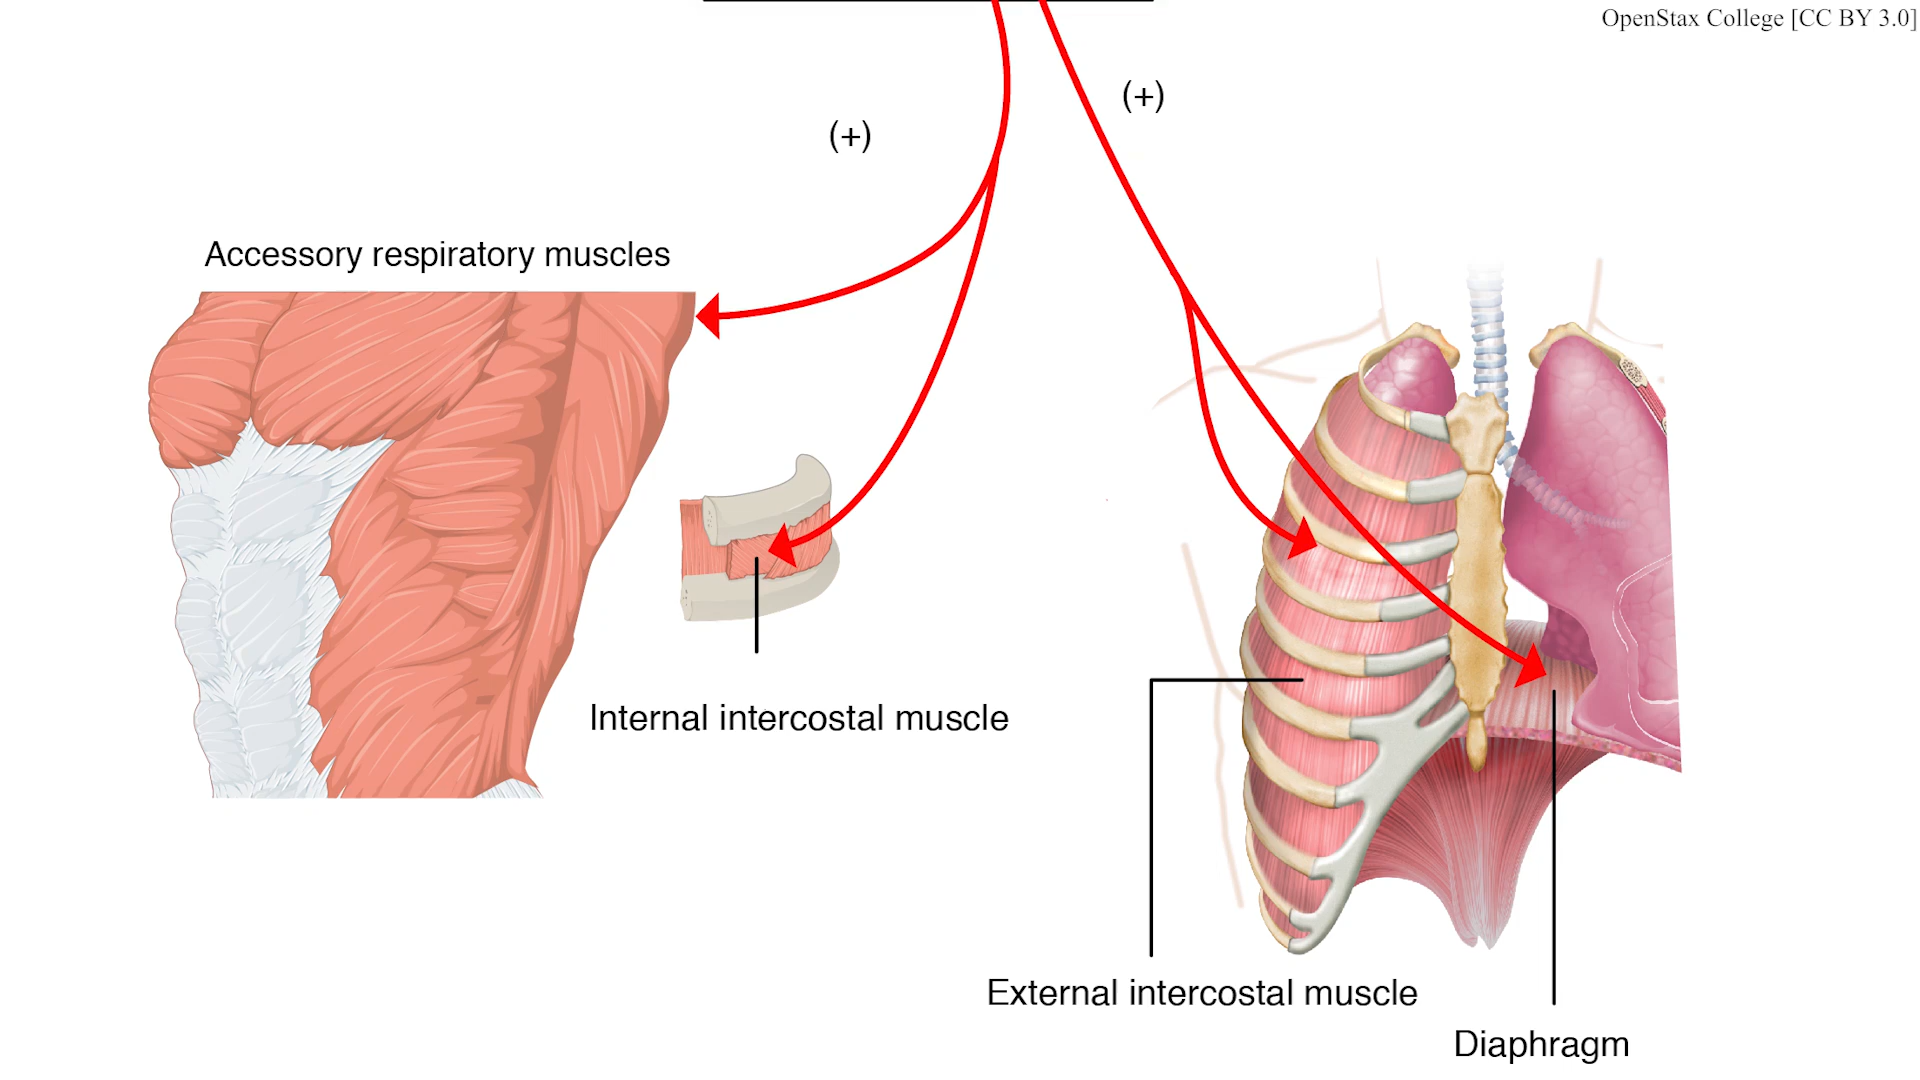 OpenStax College [CC BY 3.0]
(+)
(+)
Accessory respiratory muscles
Internal intercostal muscle
External intercostal muscle
Diaphragm